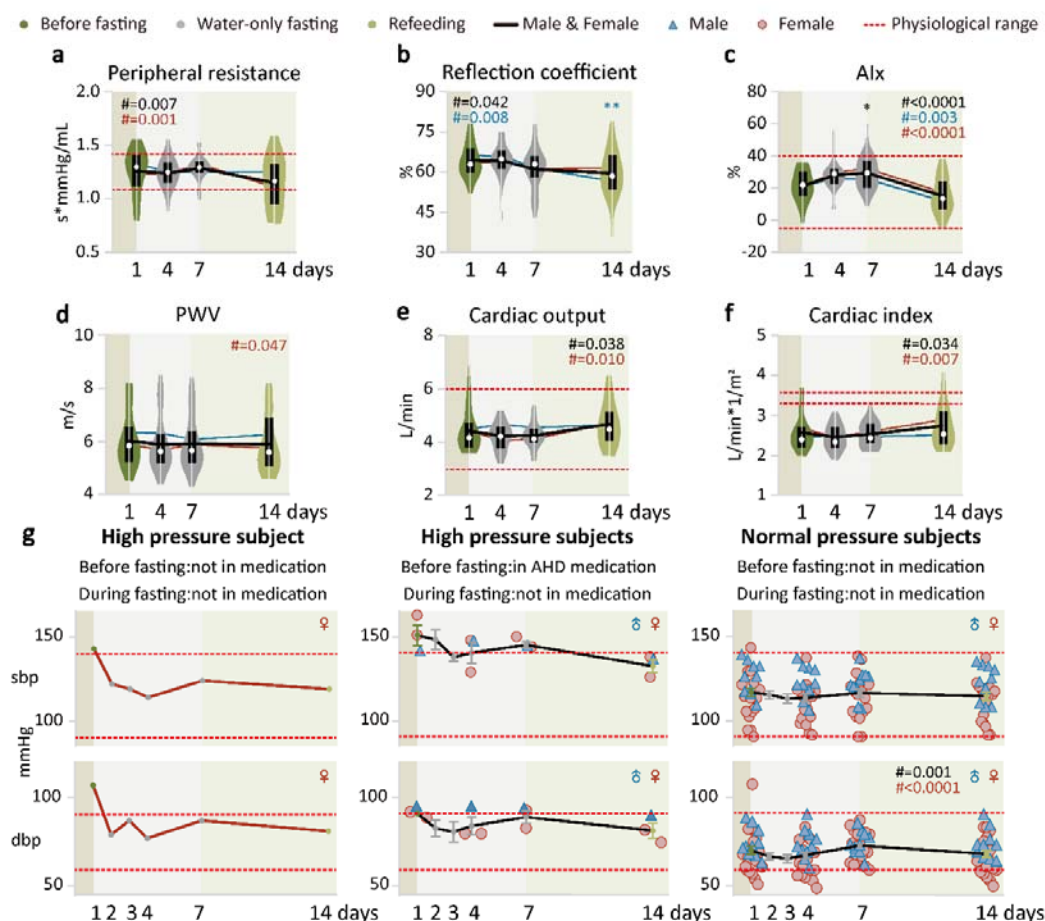 Before fasting Water-only fasting Refeeding Male & Female Male Female Physiological range
a Peripheral resistance
#=0.007
#=0.001
s*mmHg/mL
2.0
1.5
1.0
0.5
1 4 7 14 days
b Reflection coefficient
#=0.042
#=0.008
**
%
90
75
60
45
30
1 4 7 14 days
c AIx
#<0.0001
#=0.003
#<0.0001
*
%
80
60
40
20
0
-20
1 4 7 14 days
d PWV
#=0.047
m/s
10
8
6
4
1 4 7 14 days
e Cardiac output
#=0.038
#=0.010
L/min
8
6
4
2
1 4 7 14 days
f Cardiac index
#=0.034
#=0.007
L/min*1/m²
5
4
3
2
1
1 4 7 14 days
g High pressure subject
Before fasting:not in medication
During fasting:not in medication
High pressure subjects
Before fasting:in AHD medication
During fasting:not in medication
Normal pressure subjects
Before fasting:not in medication
During fasting:not in medication
♀
♂ ♀
♂ ♀
sbp
mmHg
dbp
150
100
150
100
150
100
♀
♂ ♀
#=0.001
#<0.0001
♂ ♀
100
50
100
50
100
50
1 2 3 4 7 14
1 2 3 4 7 14
1 2 3 4 7 14 days